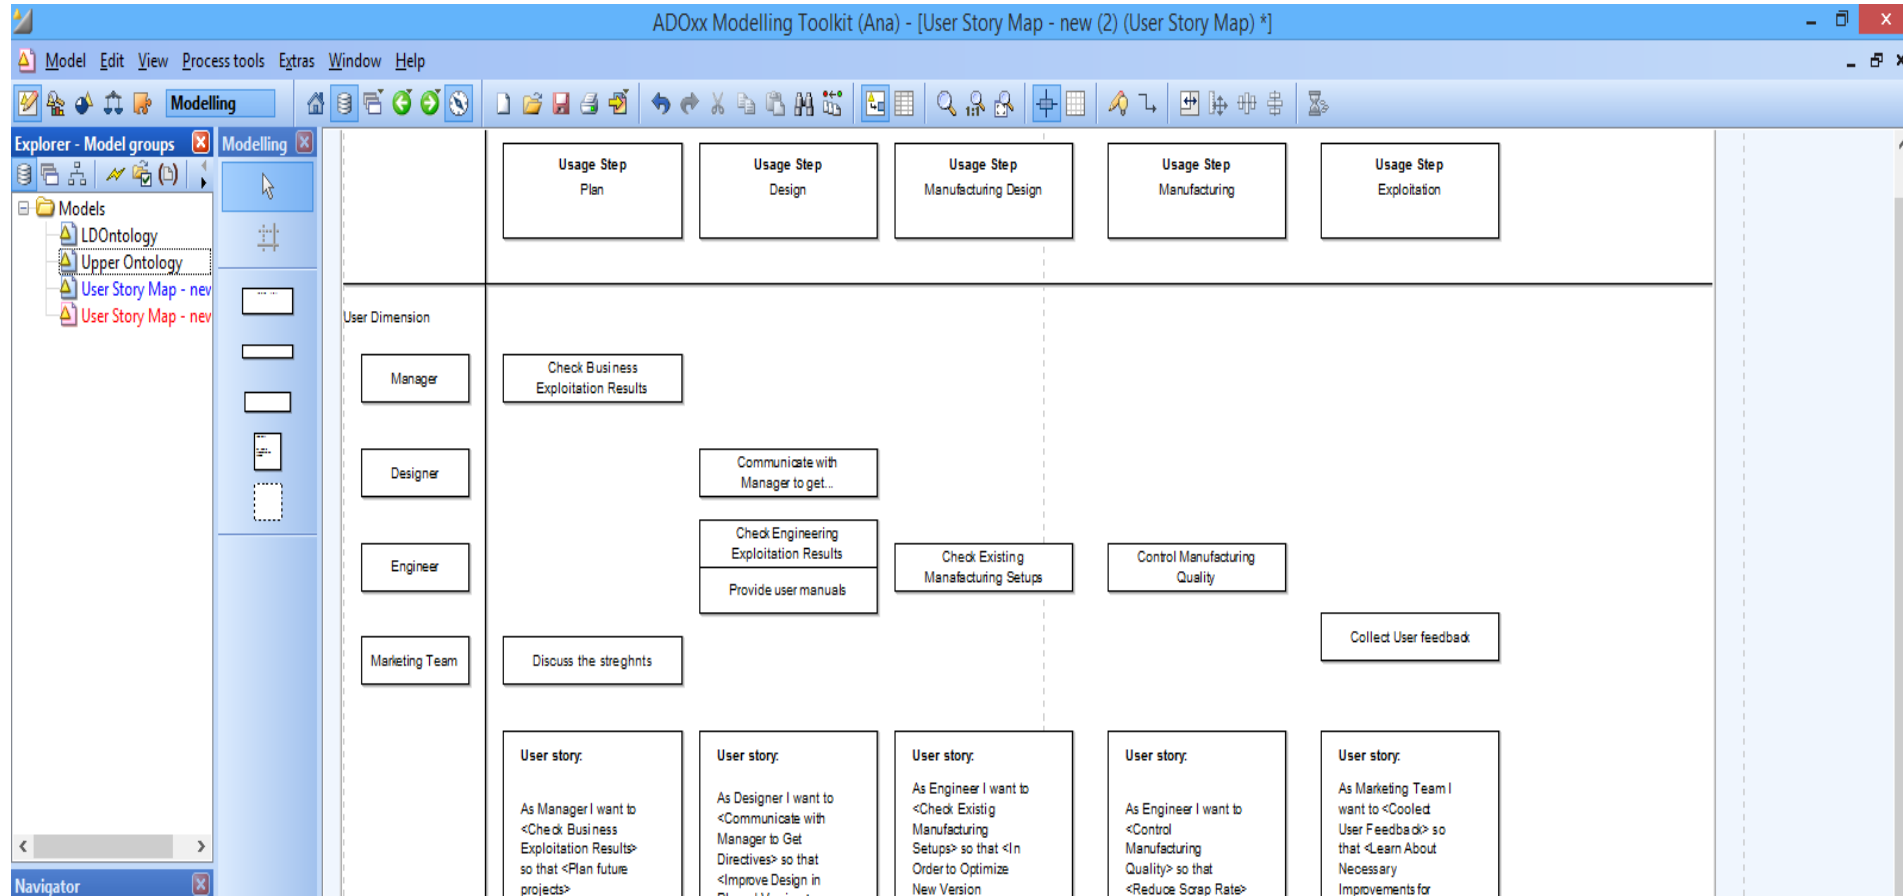 ADOxx Modelling Toolkit (Ana) - [User Story Map - new (2) (User Story Map) *]
Model Edit View Process tools Extras Window Help
Modelling
Explorer - Model groups
Modelling
Models
LDOntology
Upper Ontology
User Story Map - new
User Story Map - new
Navigator
Usage Step
Plan
Usage Step
Design
Usage Step
Manufacturing Design
Usage Step
Manufacturing
Usage Step
Exploitation
User Dimension
Manager
Check Business
Exploitation Results
Designer
Communicate with
Manager to get...
Check Engineering
Exploitation Results
Provide user manuals
Engineer
Check Existing
Manafacturing Setups
Control Manufacturing
Quality
Collect User feedback
Marketing Team
Discuss the streghnts
User story:
As Manager I want to
<Check Business
Exploitation Results>
so that <Plan future
projects>
User story:
As Designer I want to
<Communicate with
Manager to Get
Directives> so that
<Improve Design in
User story:
As Engineer I want to
<Check Existig
Manufacturing
Setups> so that <In
Order to Optimize
New Version
User story:
As Engineer I want to
<Control
Manufacturing
Quality> so that
<Reduce Scrap Rate>
User story:
As Marketing Team I
want to <Coolect
User Feedback> so
that <Learn About
Necessary
Improvements for